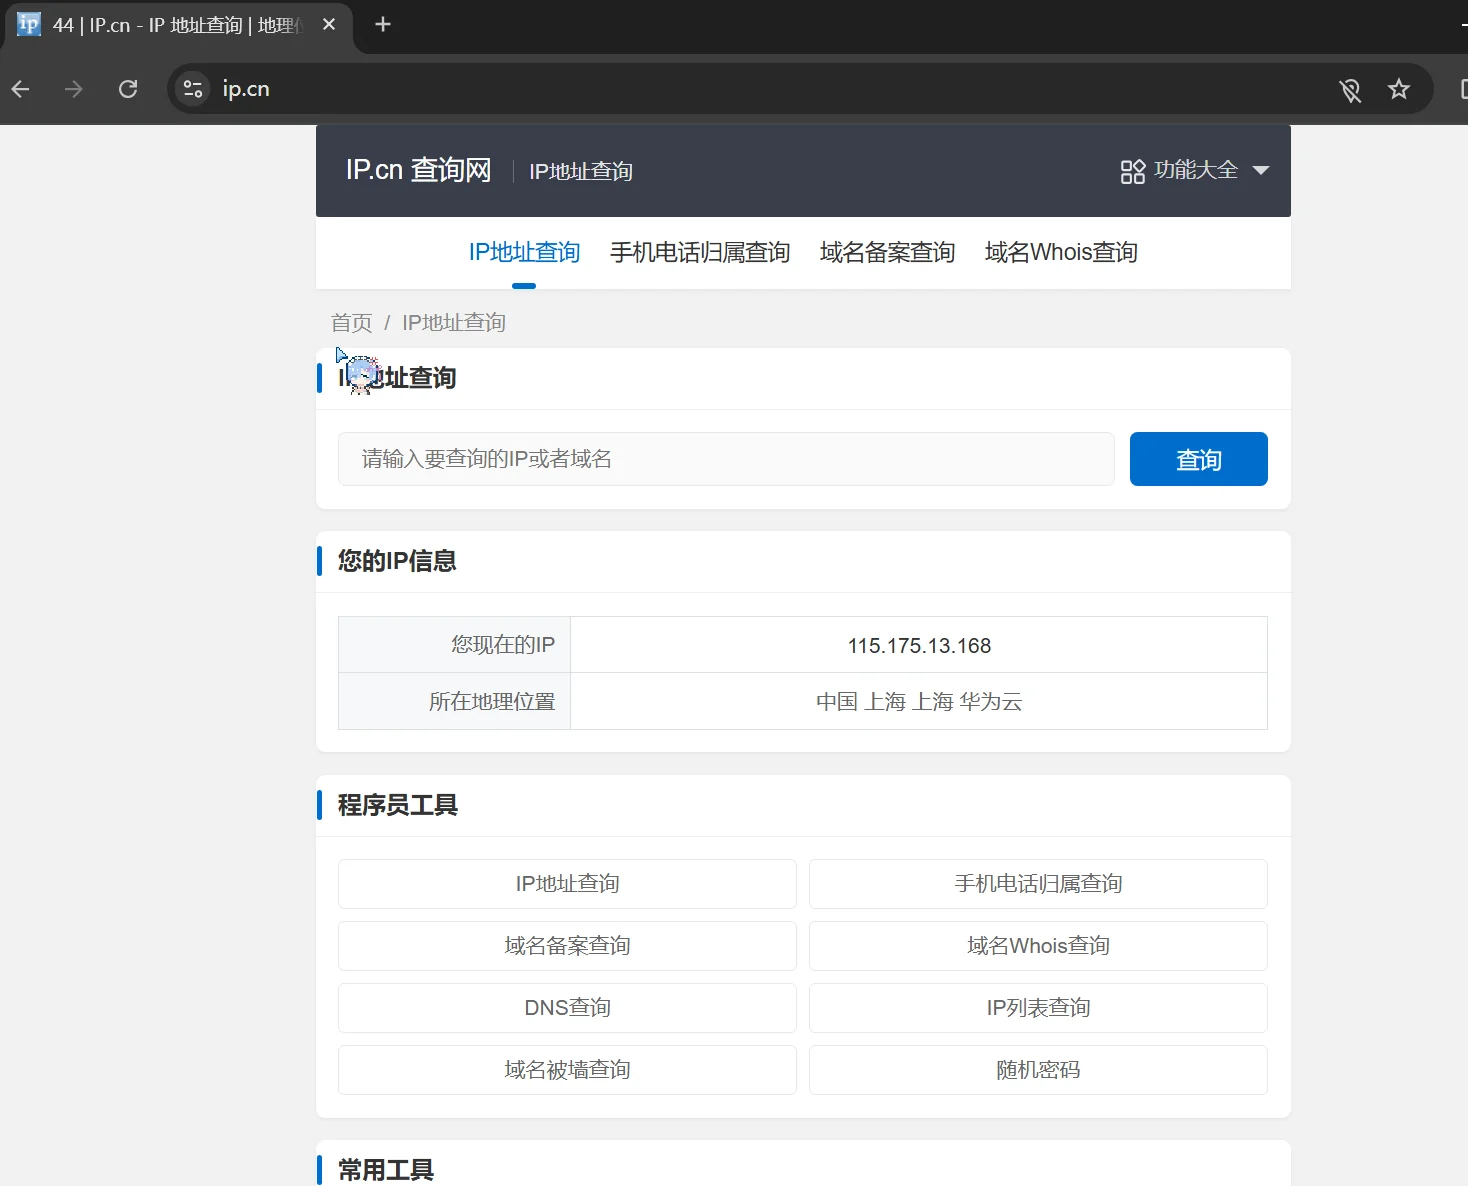 44 | IP.cn - IP 地址查询 | 地理
ip.cn
IP.cn 查询网 IP地址查询 功能大全
IP地址查询 手机电话归属查询 域名备案查询 域名Whois查询
首页 / IP地址查询
地址查询
请输入要查询的IP或者域名 查询
您的IP信息
您现在的IP 115.175.13.168
所在地理位置 中国 上海 上海 华为云
程序员工具
IP地址查询 手机电话归属查询
域名备案查询 域名Whois查询
DNS查询 IP列表查询
域名被墙查询 随机密码
常用工具